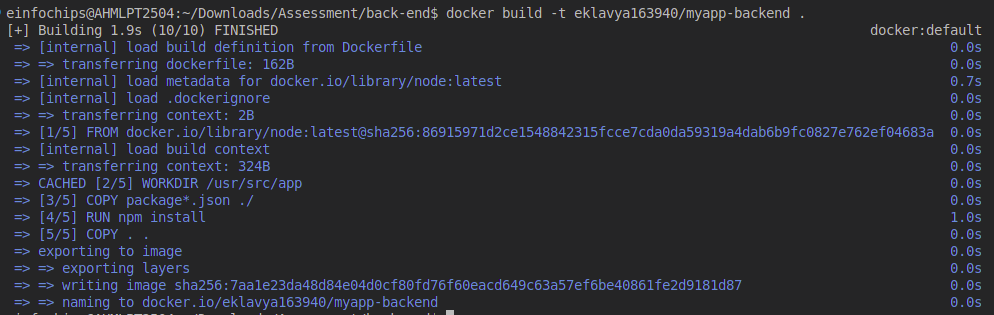 einfochips@AHMLPT2504:~/Downloads/Assessment/back-end$ docker build -t eklavya163940/myapp-backend .
[+] Building 1.9s (10/10) FINISHED docker:default
=> [internal] load build definition from Dockerfile 0.0s
=> => transferring dockerfile: 162B 0.0s
=> [internal] load metadata for docker.io/library/node:latest 0.7s
=> [internal] load .dockerignore 0.0s
=> => transferring context: 2B 0.0s
=> [1/5] FROM docker.io/library/node:latest@sha256:86915971d2ce1548842315fcce7cda0da59319a4dab6b9fc0827e762ef04683a 0.0s
=> [internal] load build context 0.0s
=> => transferring context: 324B 0.0s
=> CACHED [2/5] WORKDIR /usr/src/app 0.0s
=> [3/5] COPY package*.json ./ 0.0s
=> [4/5] RUN npm install 1.0s
=> [5/5] COPY . . 0.0s
=> exporting to image 0.0s
=> => exporting layers 0.0s
=> => writing image sha256:7aa1e23da48d84e04d0cf80fd76f60eacd649c63a57ef6be40861fe2d9181d87 0.0s
=> => naming to docker.io/eklavya163940/myapp-backend 0.0s